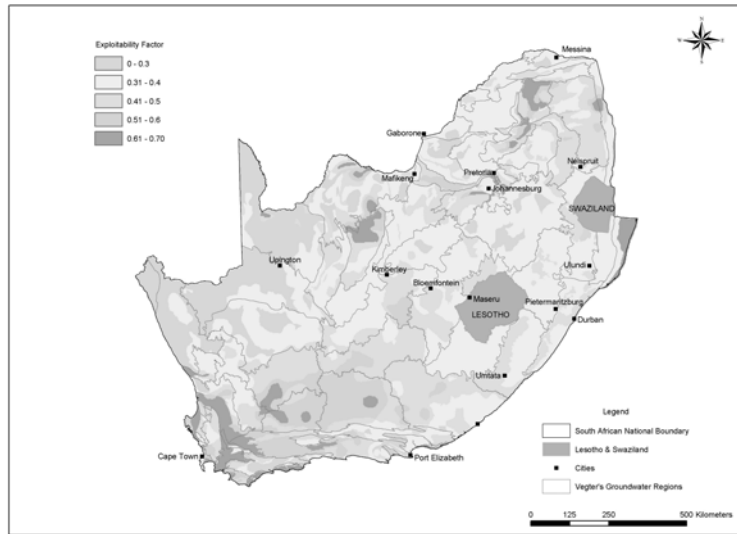 Exploitability Factor
0 - 0.3
0.31 - 0.4
0.41 - 0.5
0.51 - 0.6
0.61 - 0.70
N
W
E
S
Messina
Gaborone
Mafikeng
Pretoria
Johannesburg
Nelspruit
SWAZILAND
Upington
Kimberley
Bloemfontein
Ulundi
Maseru
LESOTHO
Pietermaritzburg
Durban
Umtata
Cape Town
Port Elizabeth
Legend
South African National Boundary
Lesotho & Swaziland
Cities
Vegter's Groundwater Regions
0 125 250 500 Kilometers